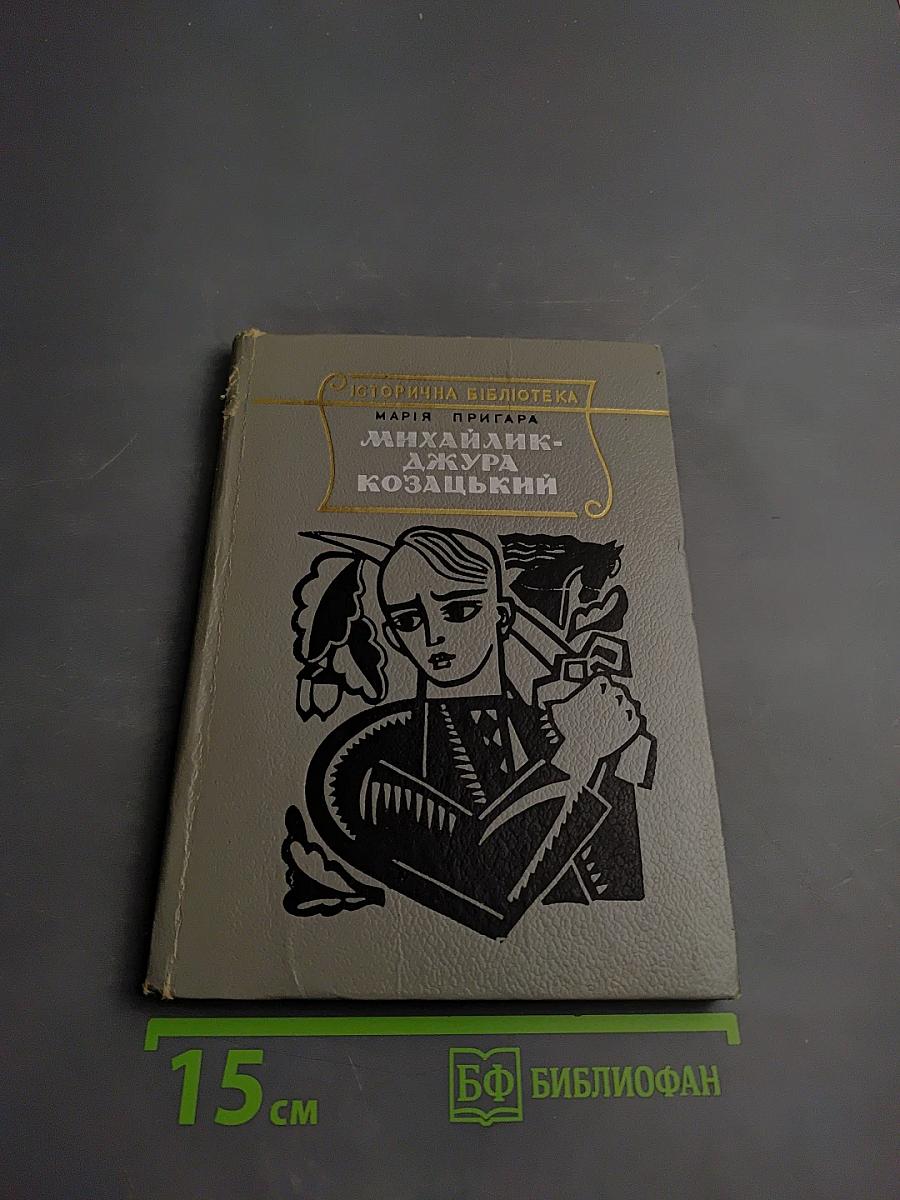 ІСТОРИЧНА БІБЛІОТЕКА
МАРІЯ ПРИГАРА
МИХАЙЛИК-
ДЖУРА
КОЗАЦЬКИЙ
15 см
БФ БИБЛИОФАН